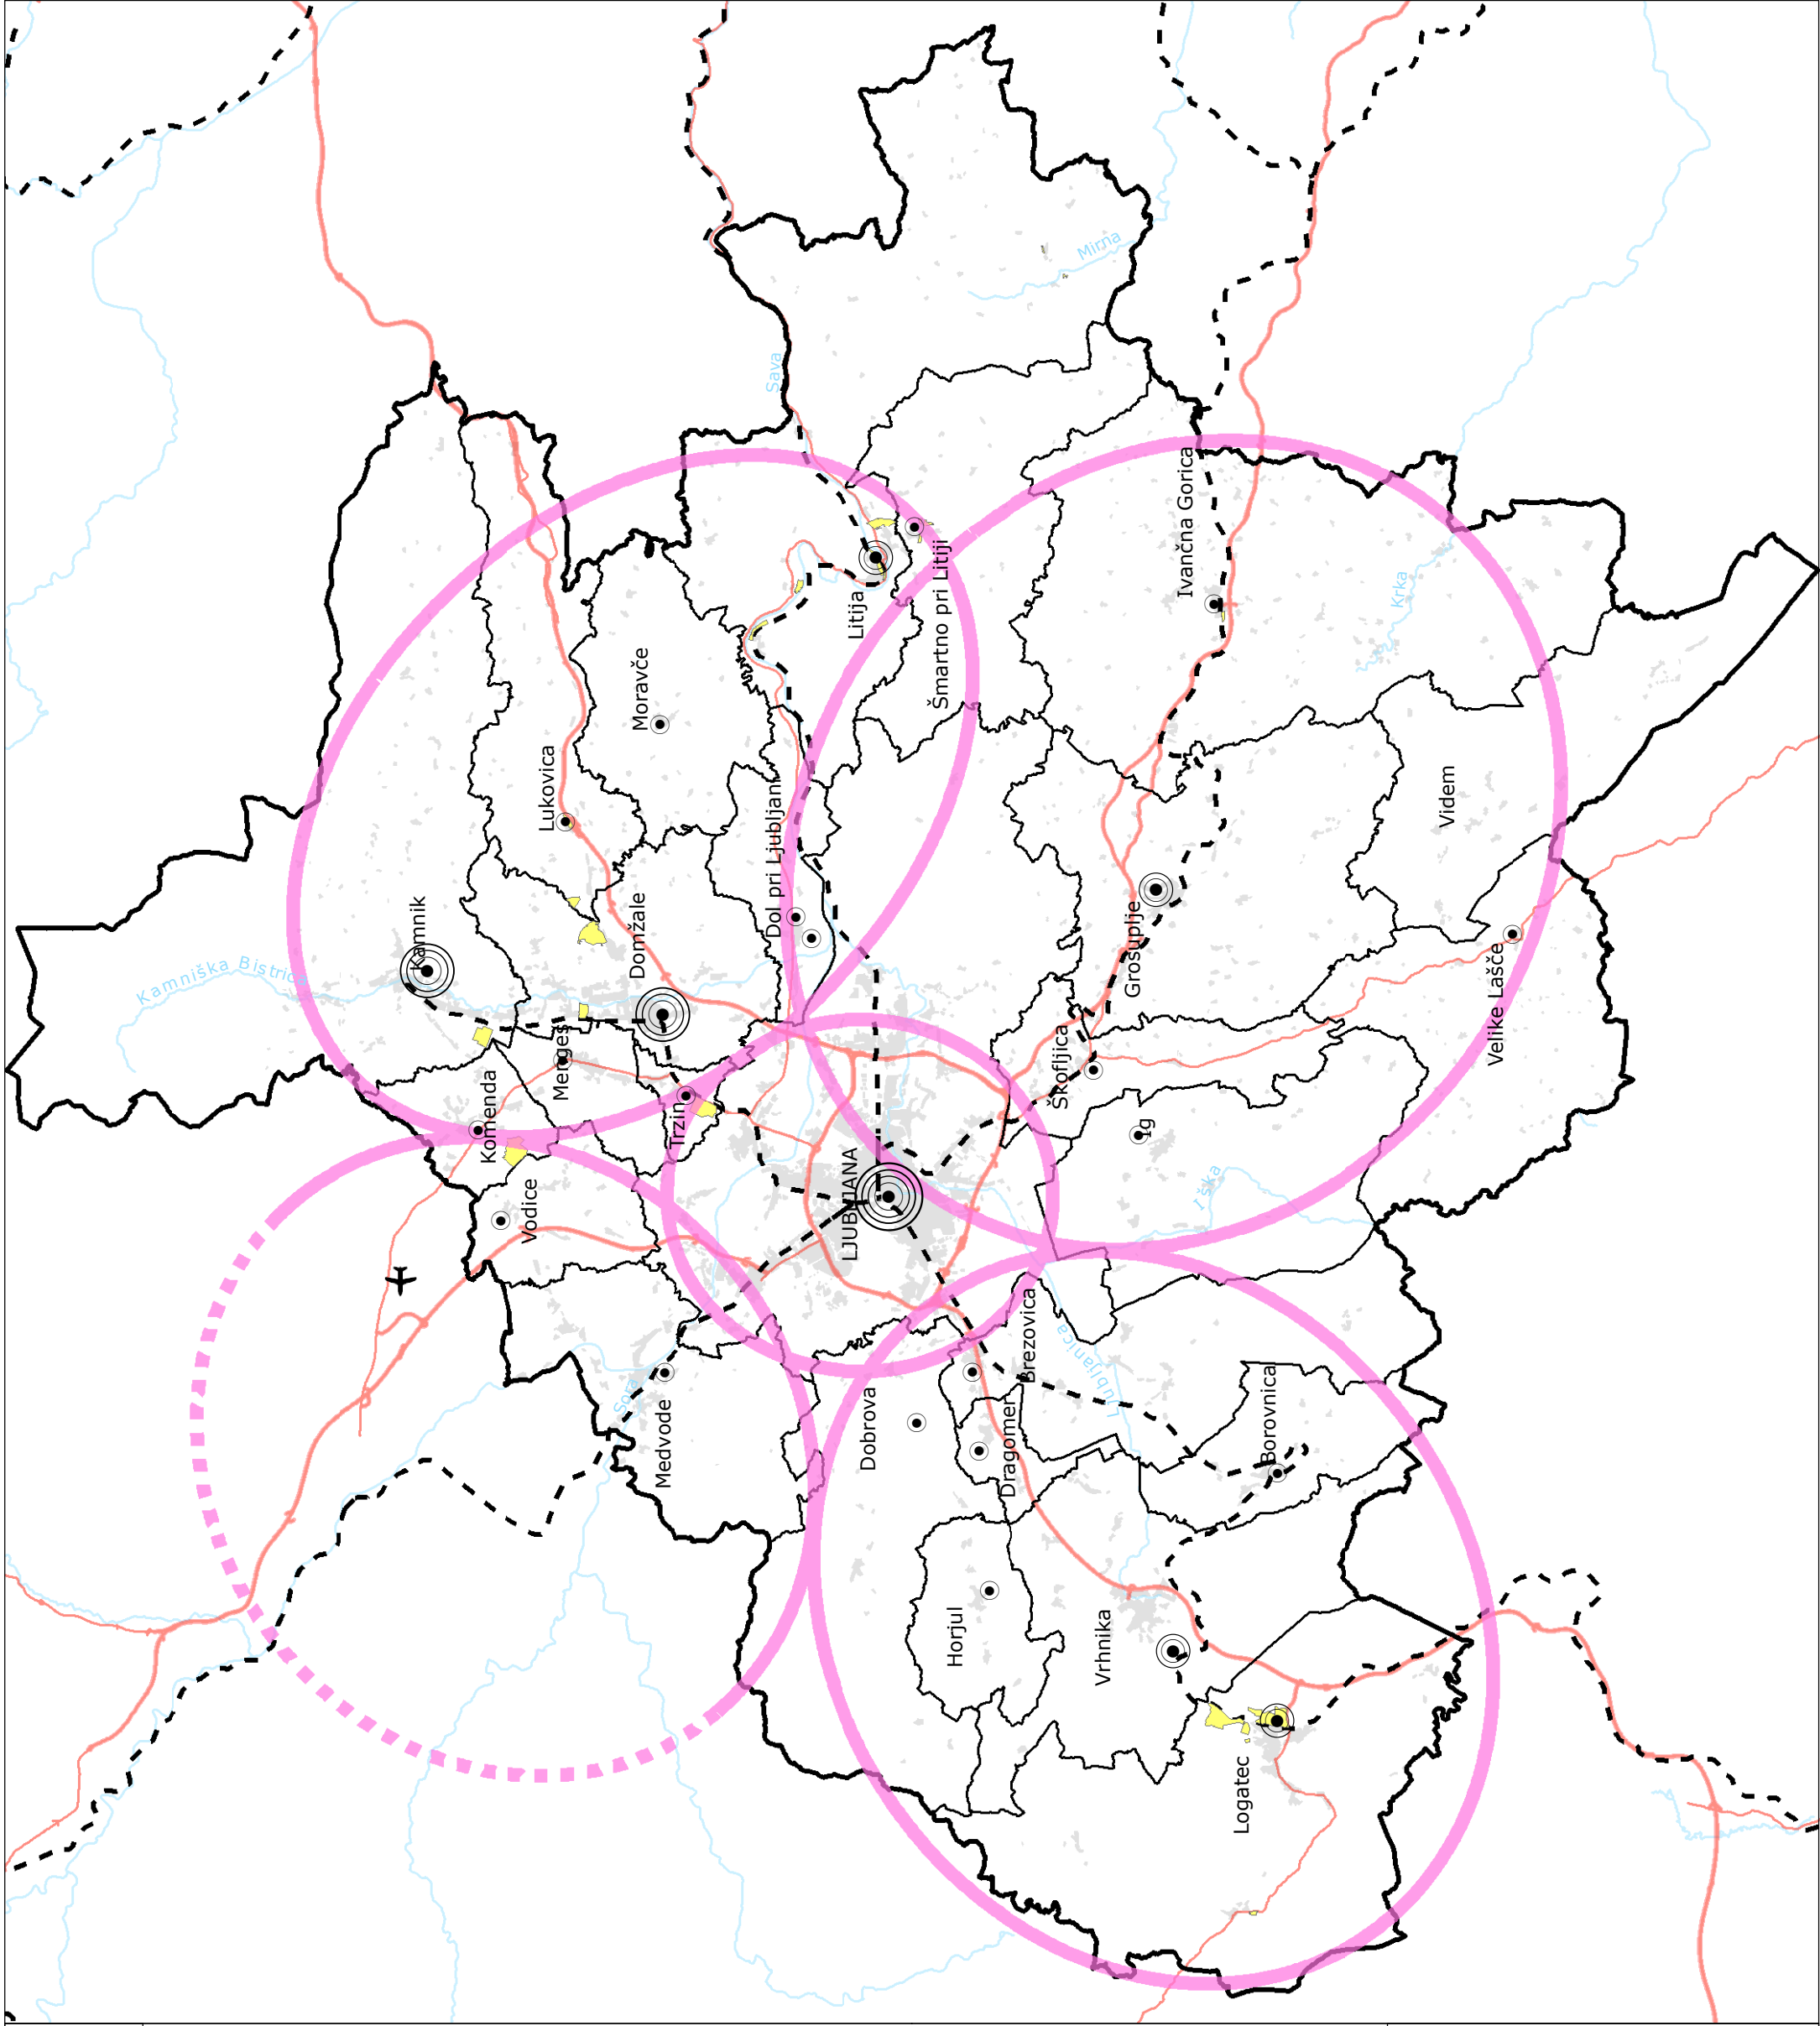 Kamniška Bistrica
Kamnik
Komenda
Mengeš
Vodice
Lukovica
Domžale
Moravče
Trzin
Medvode
Sora
Dol pri Ljubljani
Sava
Litija
Šmartno pri Litiji
LJUBLJANA
Dobrova
Horjul
Dragomer
Brezovica
Škofljica
Ig
Iška
Ljubljanica
Mirna
Grosuplje
Ivančna Gorica
Vrhnika
Logatec
Borovnica
Krka
Videm
Velike Lašče